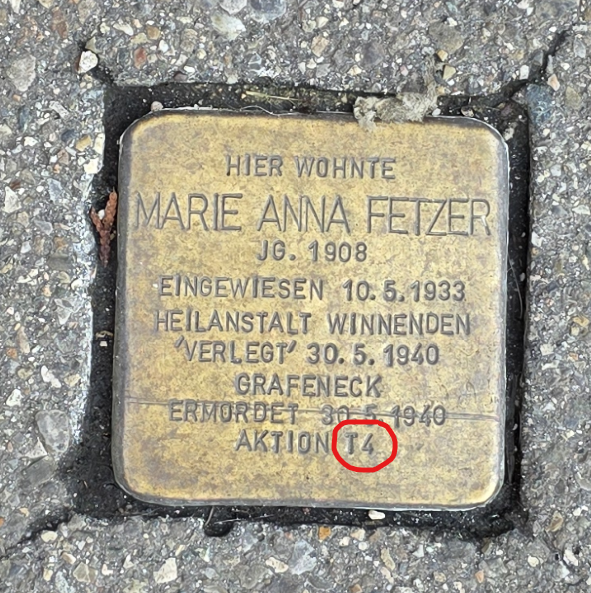 HIER WOHNTE
MARIE ANNA FETZER
JG. 1908
EINGEWIESEN 10.5.1933
HEILANSTALT WINNENDEN
'VERLEGT' 30.5.1940
GRAFENECK
ERMORDET 30.5.1940
AKTION T4